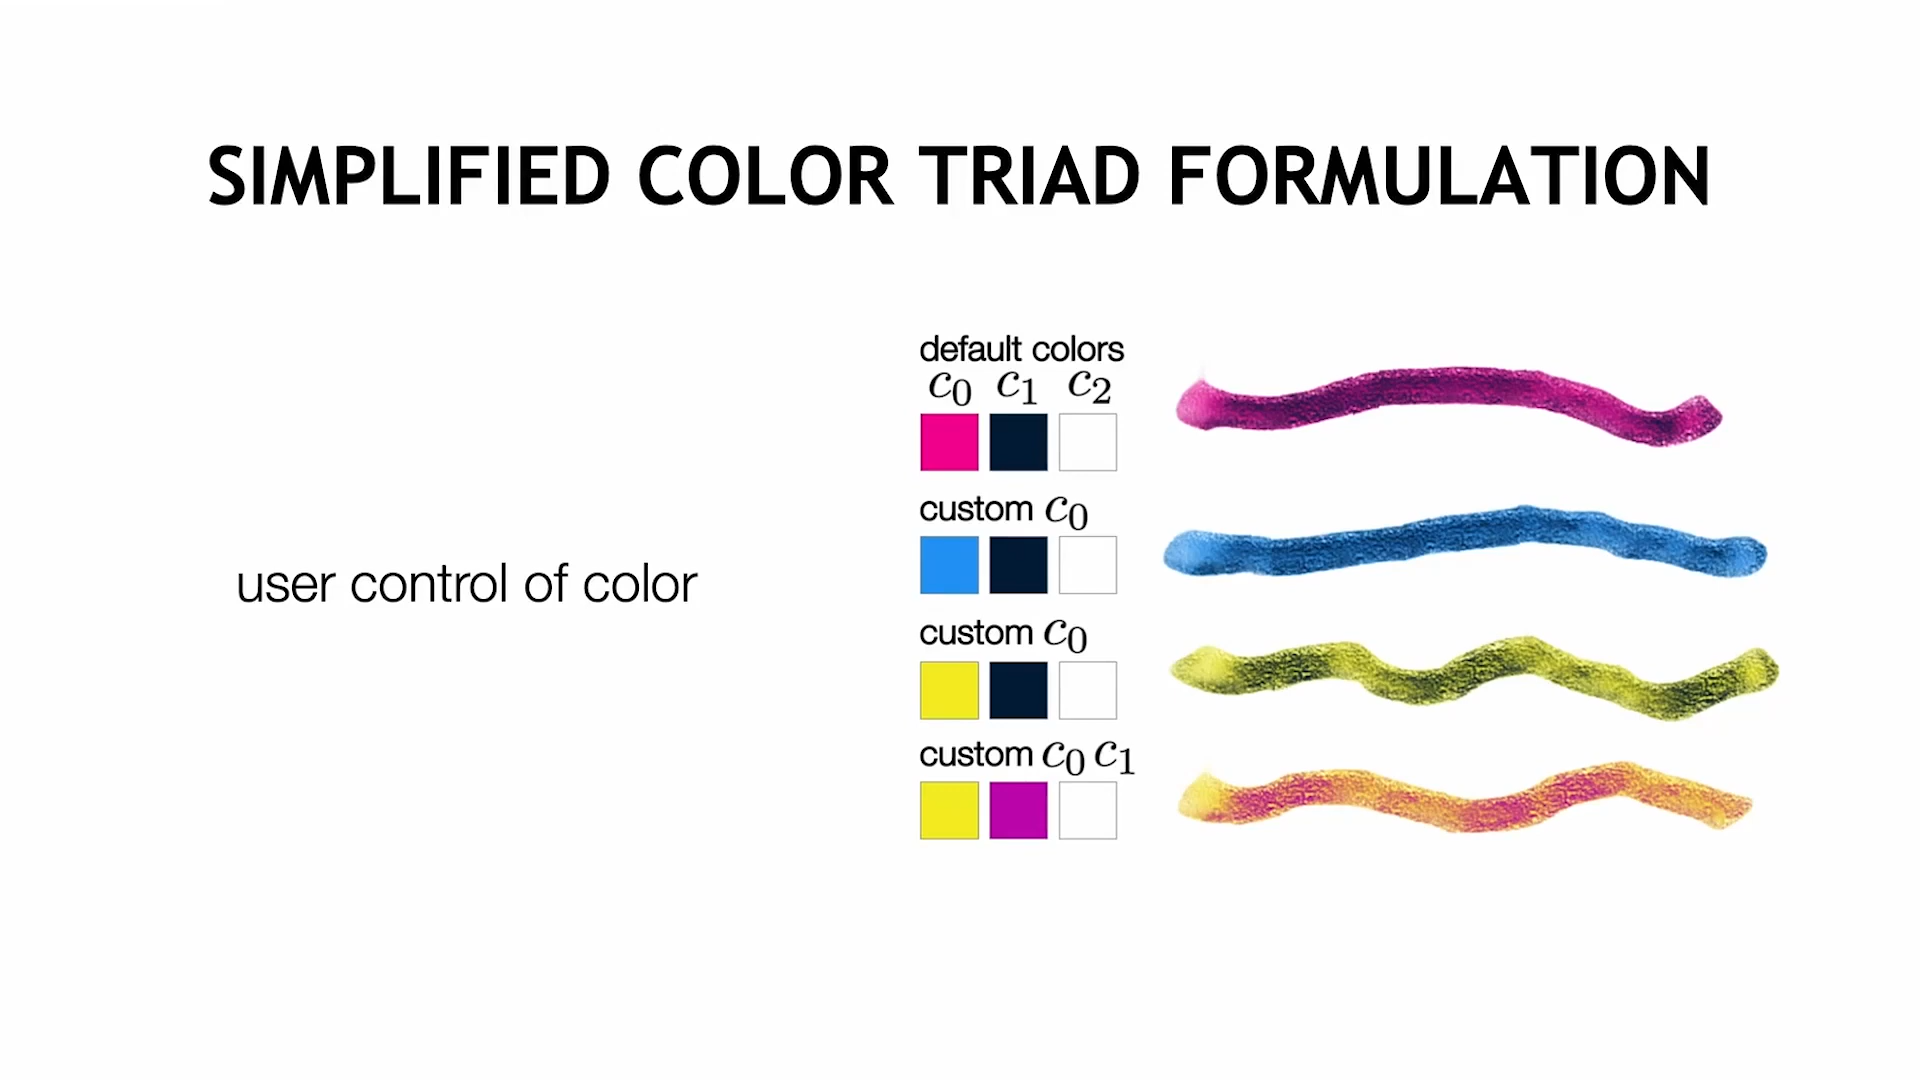 SIMPLIFIED COLOR TRIAD FORMULATION
user control of color
default colors
c₀ c₁ c₂
custom c₀
custom c₀
custom c₀ c₁